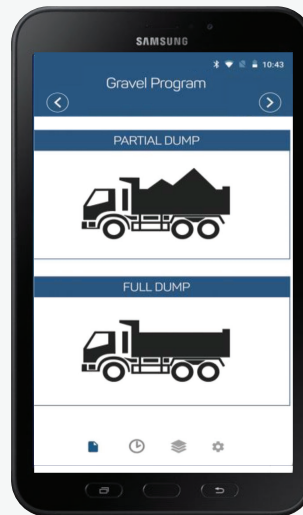 SAMSUNG
10:43
Gravel Program
PARTIAL DUMP
FULL DUMP